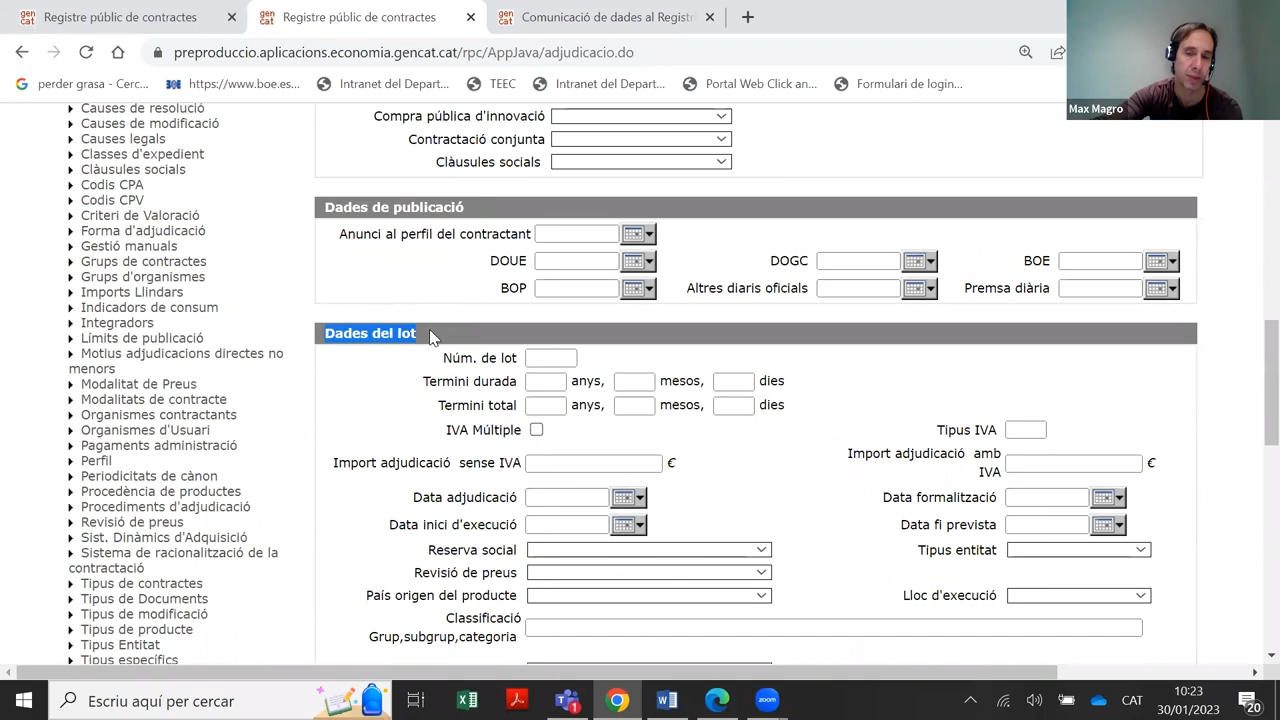 Registre públic de contractes
Registre públic de contractes
Comunicació de dades al Registr
preproduccio.aplicacions.economia.gencat.cat/rpc/AppJava/adjudicacio.do
perder grasa - Cerc...
https://www.boe.es...
Intranet del Depart...
TEEC
Intranet del Depart...
Portal Web Click an...
Formulari de login...
Max Magro
Causes de resolució
Causes de modificació
Causes legals
Classes d'expedient
Clàusules socials
Codis CPA
Codis CPV
Criteri de Valoració
Forma d'adjudicació
Gestió manuals
Grups de contractes
Grups d'organismes
Imports Llindars
Indicadors de consum
Integradors
Límits de publicació
Motius adjudicacions directes no
menors
Modalitat de Preus
Modalitats de contracte
Organismes contractants
Organismes d'Usuari
Pagaments administració
Perfil
Periodicitats de cànon
Procedència de productes
Procediments d'adjudicació
Revisió de preus
Sist. Dinàmics d'Adquisició
Sistema de racionalització de la
contractació
Tipus de contractes
Tipus de Documents
Tipus de modificació
Tipus de producte
Tipus Entitat
Tipus específics
Compra pública d'innovació
Contractació conjunta
Clàusules socials
Dades de publicació
Anunci al perfil del contractant
DOUE DOGC BOE
BOP Altres diaris oficials Premsa diària
Dades del lot
Núm. de lot
Termini durada anys, mesos, dies
Termini total anys, mesos, dies
IVA Múltiple Tipus IVA
Import adjudicació sense IVA € Import adjudicació amb
IVA €
Data adjudicació Data formalització
Data inici d'execució Data fi prevista
Reserva social Tipus entitat
Revisió de preus
País origen del producte Lloc d'execució
Classificació
Grup,subgrup,categoria
Escriu aquí per cercar
CAT
10:23
30/01/2023
20